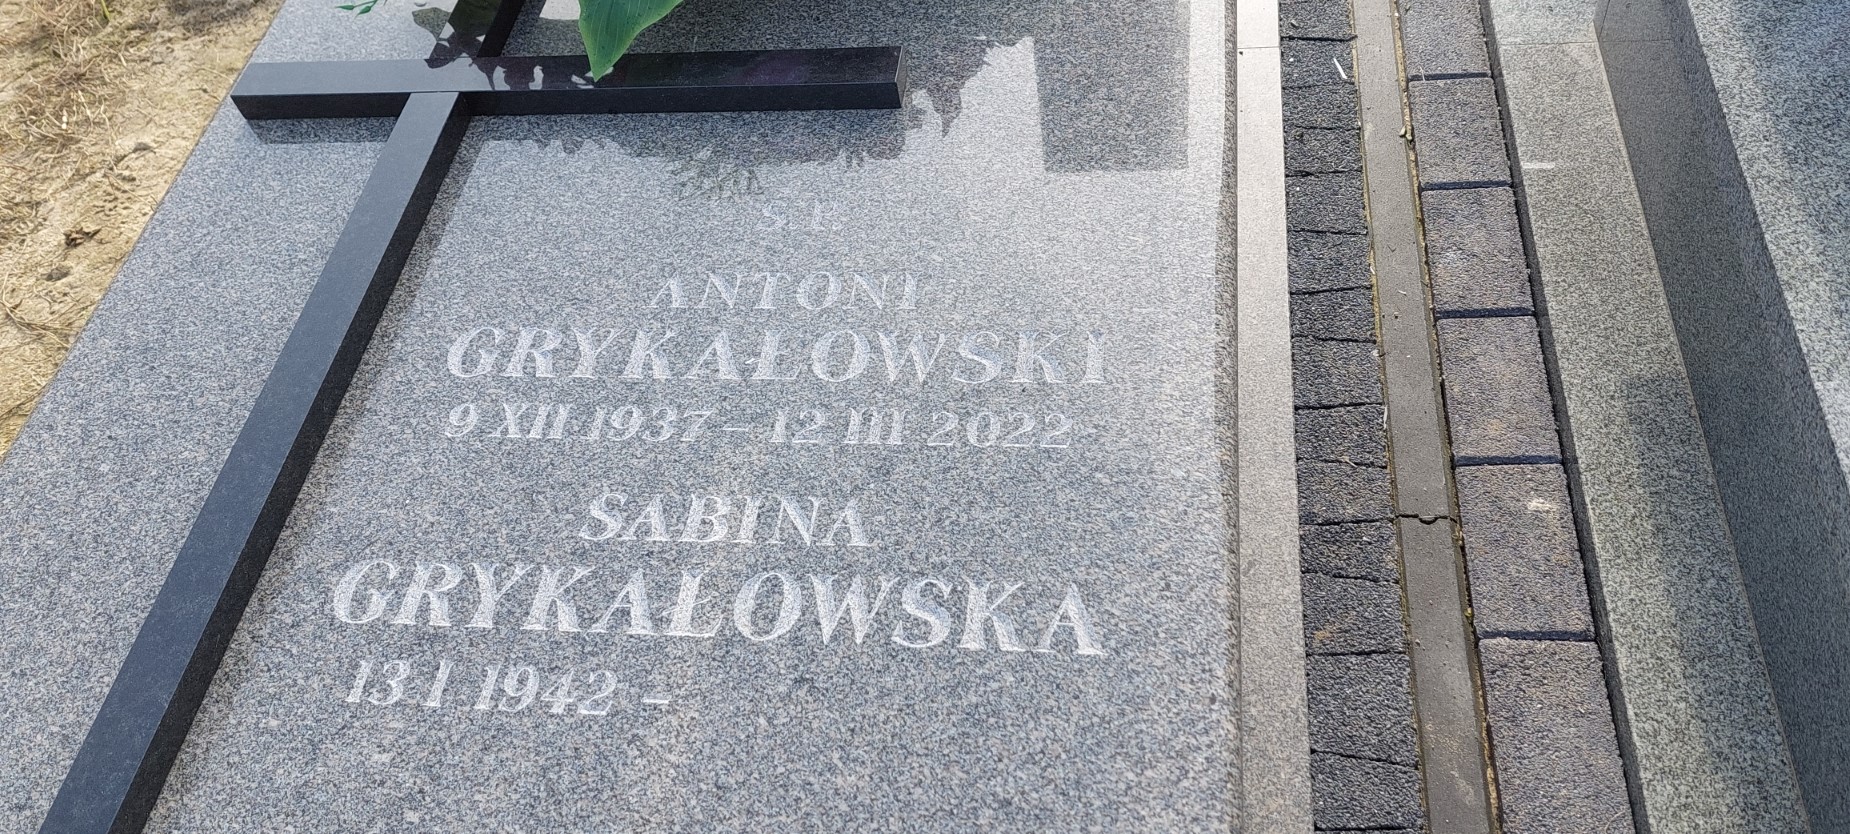 Ś.P.
ANTONI
GRYKAŁOWSKI
9 XII 1937 – 12 III 2022
SABINA
GRYKAŁOWSKA
13 I 1942 –